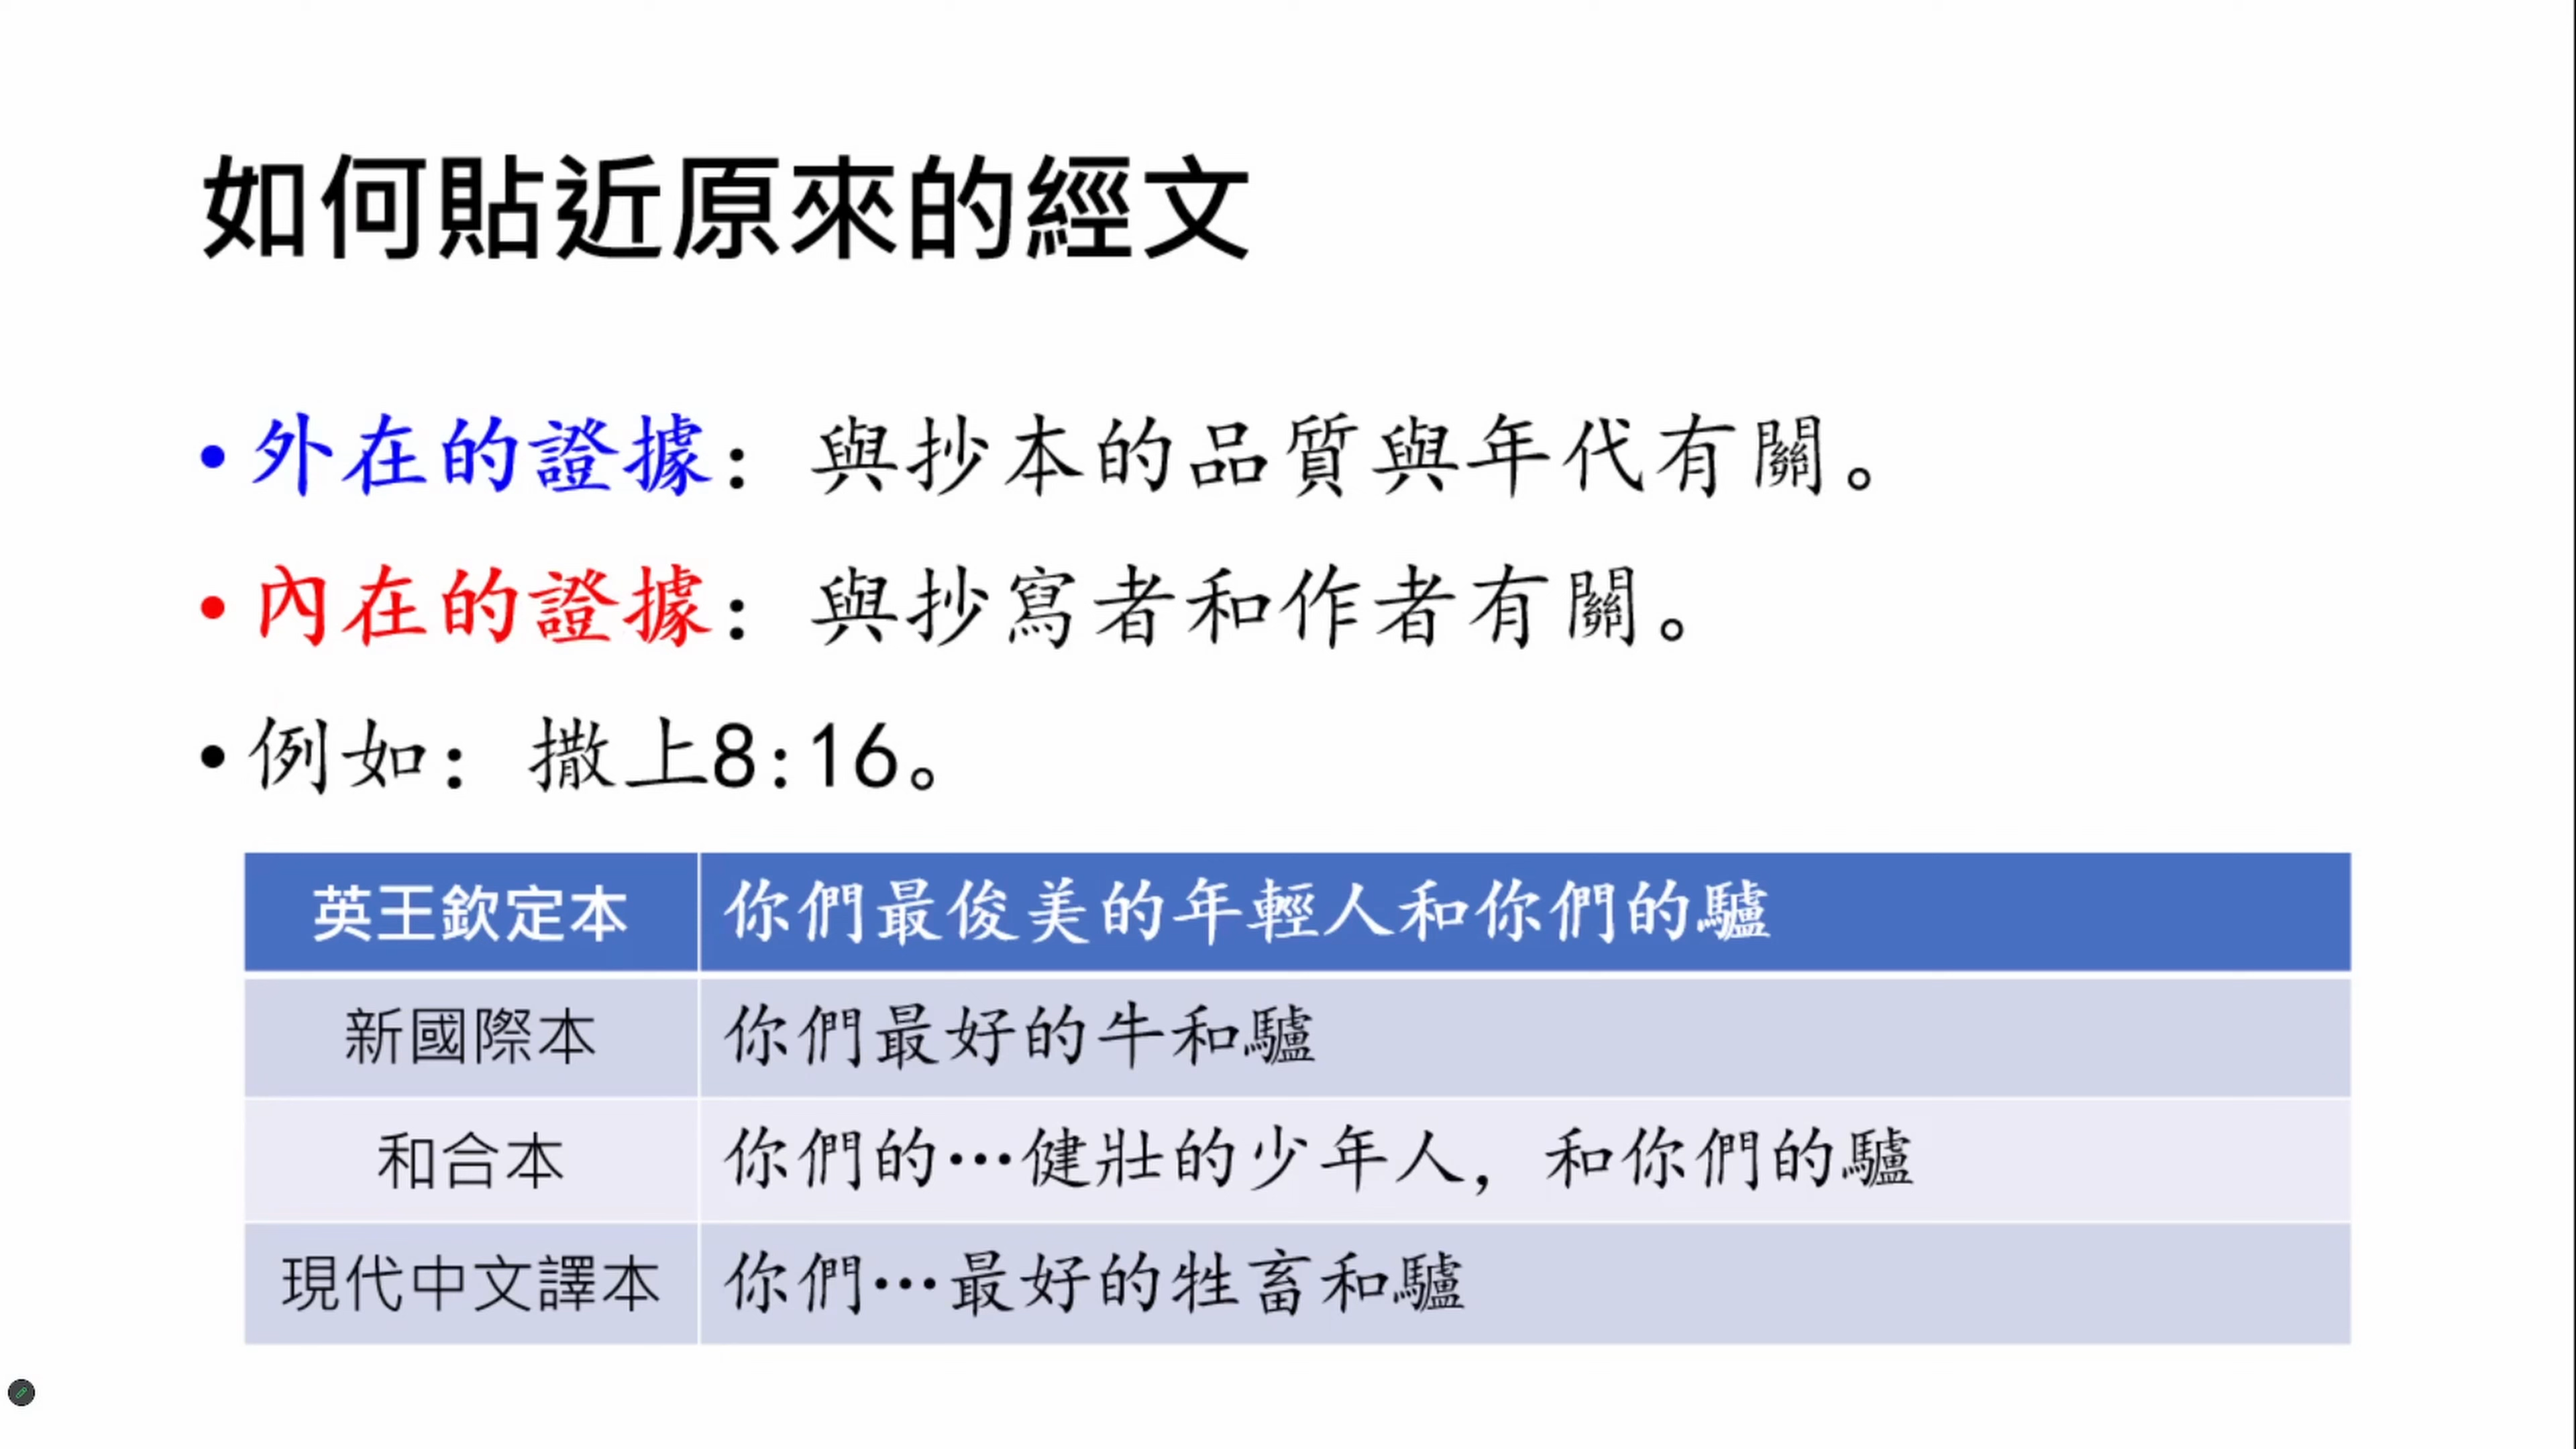 如何貼近原來的經文
• 外在的證據：與抄本的品質與年代有關。
• 內在的證據：與抄寫者和作者有關。
• 例如：撒上8:16。
英王欽定本 你們最俊美的年輕人和你們的驢
新國際本 你們最好的牛和驢
和合本 你們的…健壯的少年人，和你們的驢
現代中文譯本 你們…最好的牲畜和驢